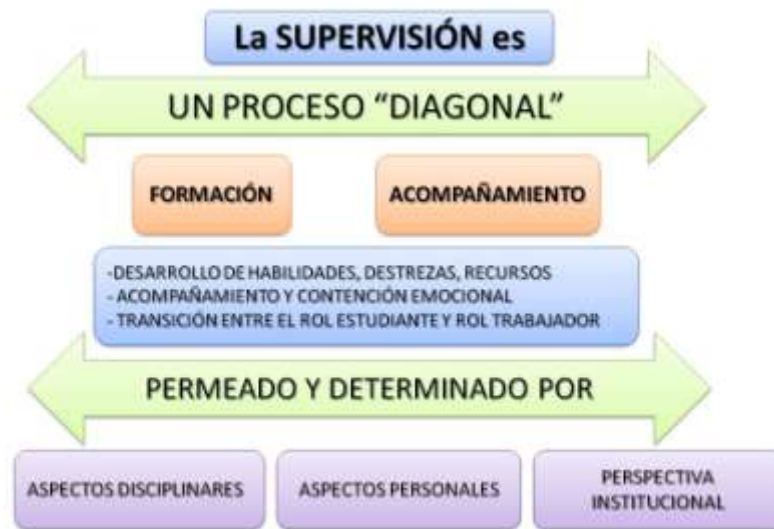 La SUPERVISIÓN es
UN PROCESO “DIAGONAL”
FORMACIÓN
ACOMPAÑAMIENTO
-DESARROLLO DE HABILIDADES, DESTREZAS, RECURSOS
- ACOMPAÑAMIENTO Y CONTENCIÓN EMOCIONAL
- TRANSICIÓN ENTRE EL ROL ESTUDIANTE Y ROL TRABAJADOR
PERMEADO Y DETERMINADO POR
ASPECTOS DISCIPLINARES
ASPECTOS PERSONALES
PERSPECTIVA
INSTITUCIONAL